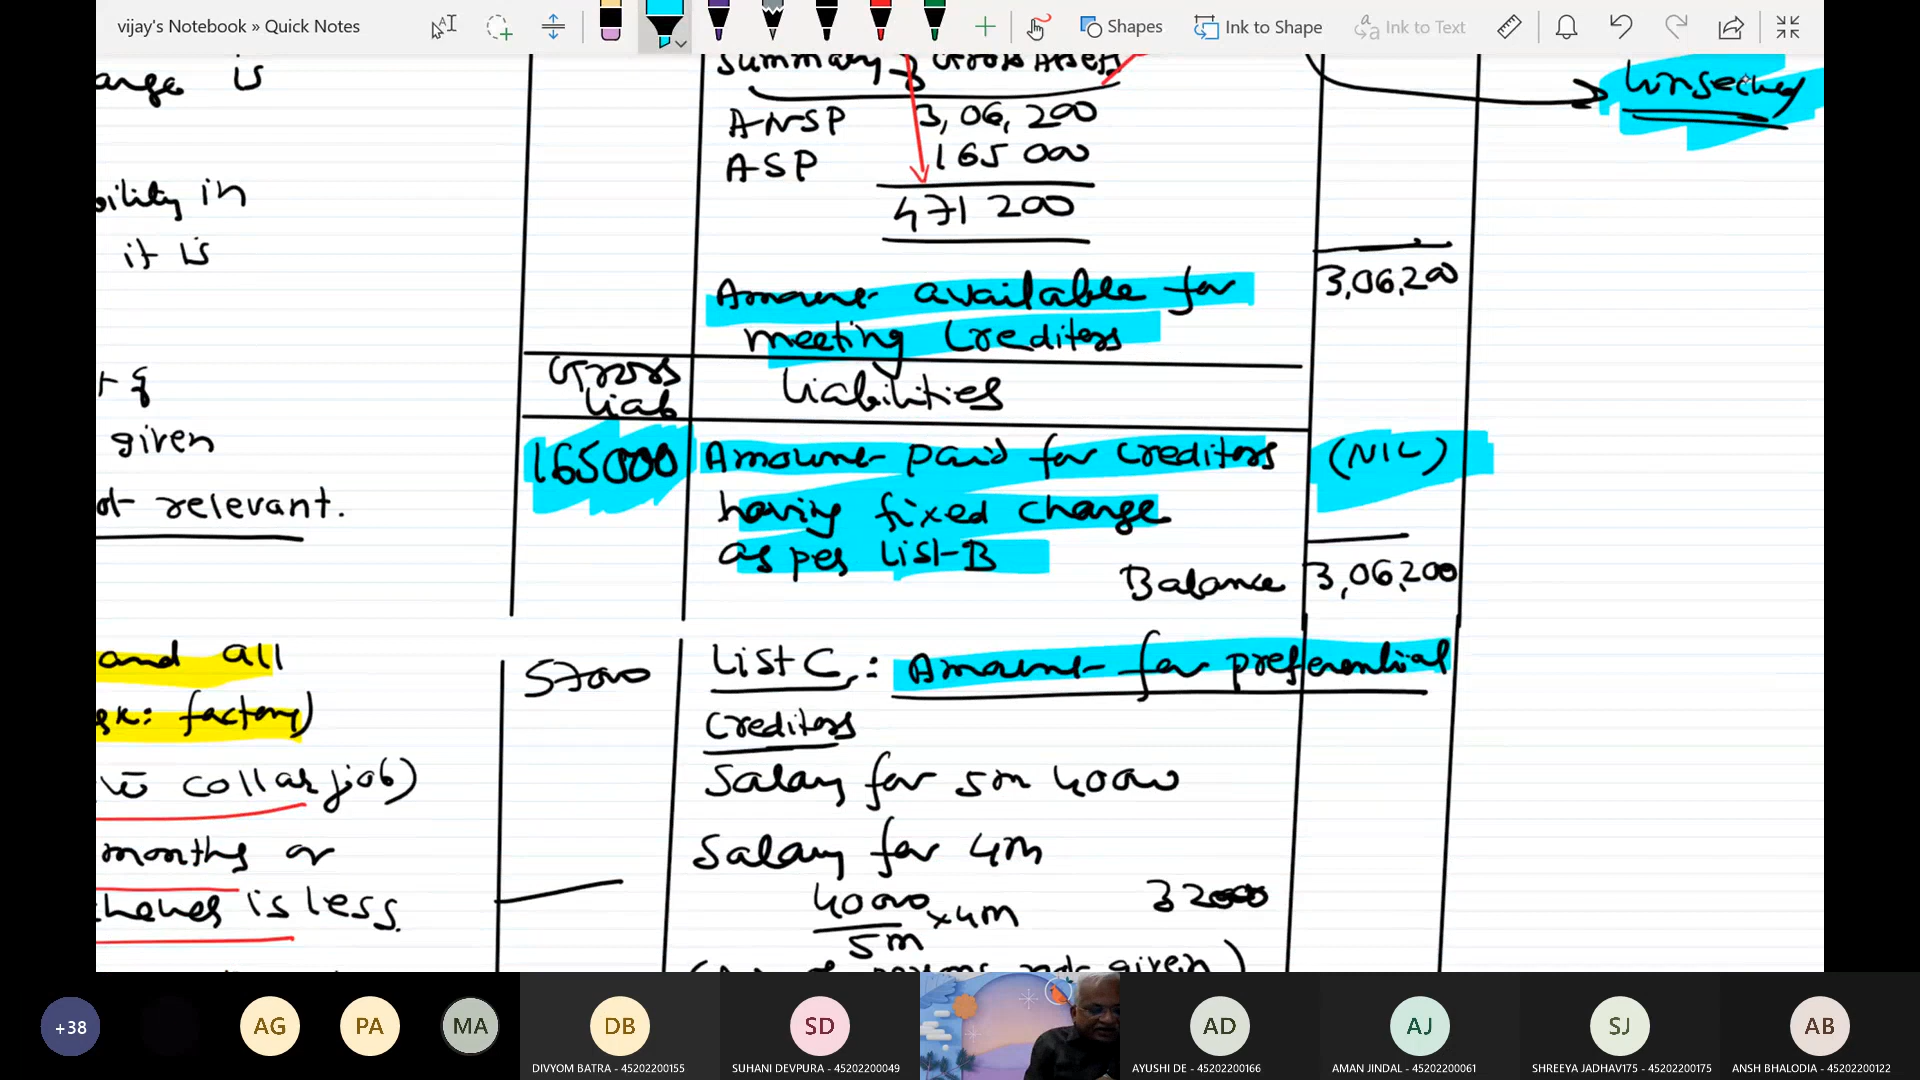 vijay's Notebook » Quick Notes
Shapes
Ink to Shape
Ink to Text
Summary of Gross Assets
ANSP 3,06,200
ASP 165 000
471 200
Amount available for
meeting Creditors
3,06,200
Gross
Liab
Liabilities
165000
Amount paid for creditors
having fixed charge
as per List-B
(NIL)
Balance 3,06,200
57000
List C : Amount for preferential
Creditors
Salary for 5m 40000
Salary for 4m
40000 x 4m
5m
32000
given)
is
bility in
it is
given
relevant.
and all
factory)
collar job)
months or
is less.
+38
AG
PA
MA
DB
DIVYOM BATRA - 45202200155
SD
SUHANI DEVPURA - 45202200049
AD
AYUSHI DE - 45202200166
AJ
AMAN JINDAL - 45202200061
SJ
SHREEYA JADHAV175 - 45202200175
AB
ANSH BHALODIA - 45202200122